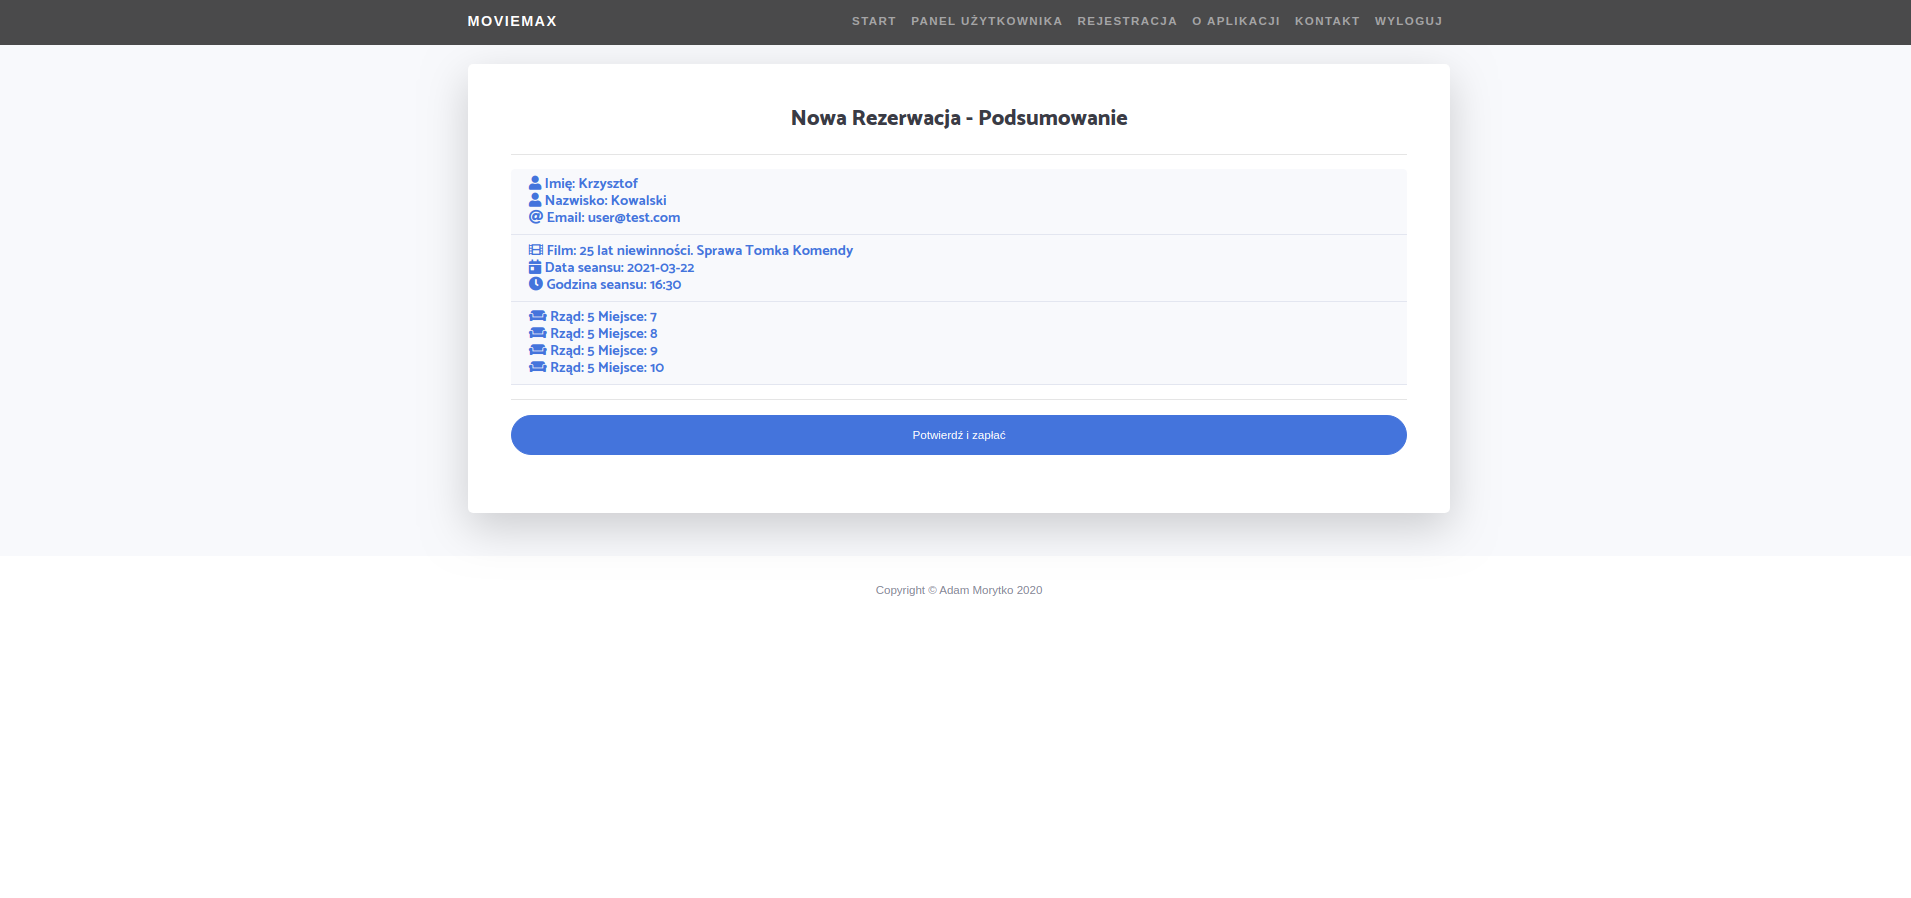 MOVIEMAX START PANEL UŻYTKOWNIKA REJESTRACJA O APLIKACJI KONTAKT WYLOGUJ
Nowa Rezerwacja - Podsumowanie
Imię: Krzysztof
Nazwisko: Kowalski
Email: user@test.com
Film: 25 lat niewinności. Sprawa Tomka Komendy
Data seansu: 2021-03-22
Godzina seansu: 16:30
Rząd: 5 Miejsce: 7
Rząd: 5 Miejsce: 8
Rząd: 5 Miejsce: 9
Rząd: 5 Miejsce: 10
Potwierdź i zapłać
Copyright © Adam Morytko 2020